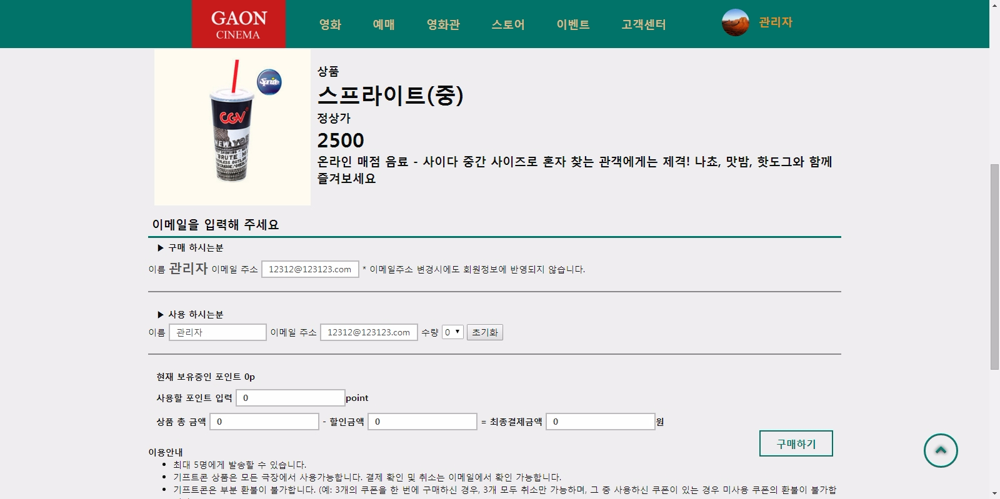 GAON
CINEMA
영화 예매 영화관 스토어 이벤트 고객센터 관리자
Sprite
CGV
NEW YO
BRUTE
상품
스프라이트(중)
정상가
2500
온라인 매점 음료 - 사이다 중간 사이즈로 혼자 찾는 관객에게는 제격! 나쵸, 맛밤, 핫도그와 함께
즐겨보세요
이메일을 입력해 주세요
▶ 구매 하시는분
이름 관리자 이메일 주소 12312@123123.com * 이메일주소 변경시에도 회원정보에 반영되지 않습니다.
▶ 사용 하시는분
이름 관리자 이메일 주소 12312@123123.com 수량 0 초기화
현재 보유중인 포인트 0p
사용할 포인트 입력 0 point
상품 총 금액 0 - 할인금액 0 = 최종결제금액 0 원
구매하기
이용안내
• 최대 5명에게 발송할 수 있습니다.
• 기프트콘 상품은 모든 극장에서 사용가능합니다. 결제 확인 및 취소는 이메일에서 확인 가능합니다.
• 기프트콘은 부분 환불이 불가합니다. (예: 3개의 쿠폰을 한 번에 구매하신 경우, 3개 모두 취소만 가능하며, 그 중 사용하신 쿠폰이 있는 경우 미사용 쿠폰의 환불이 불가합